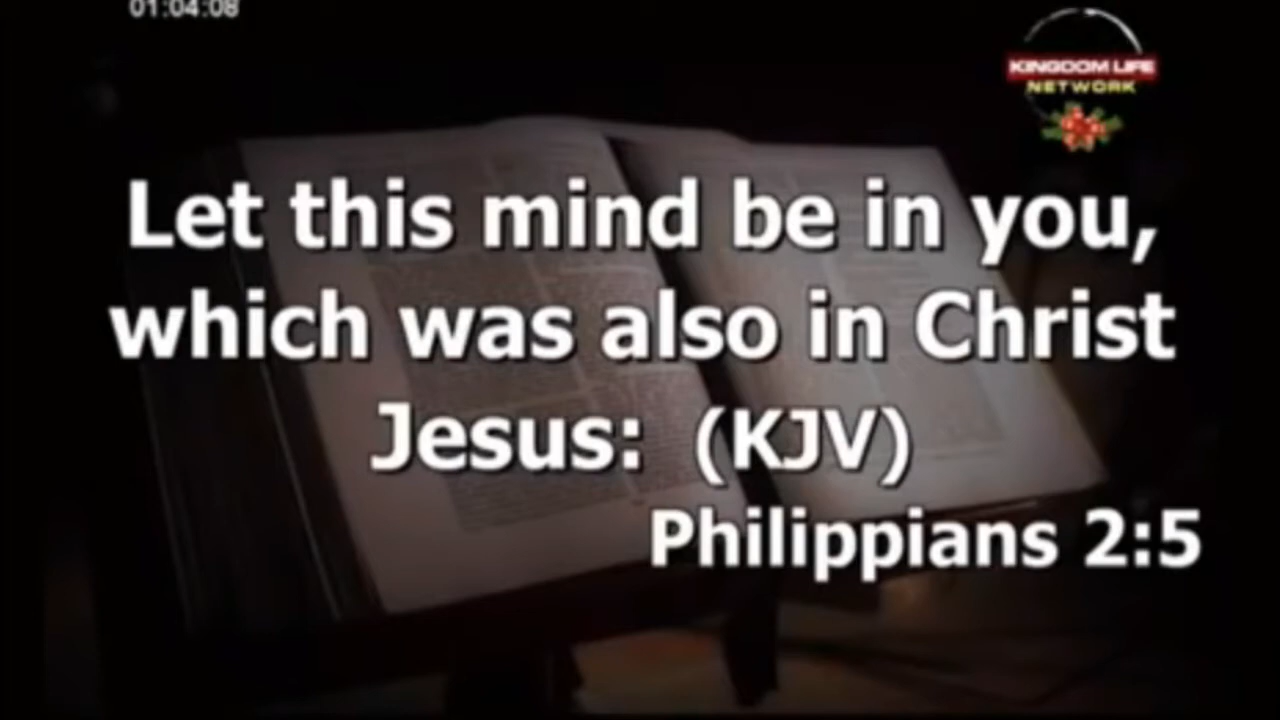 01:04:08
KINGDOM LIFE
NETWORK
Let this mind be in you,
which was also in Christ
Jesus: (KJV)
Philippians 2:5